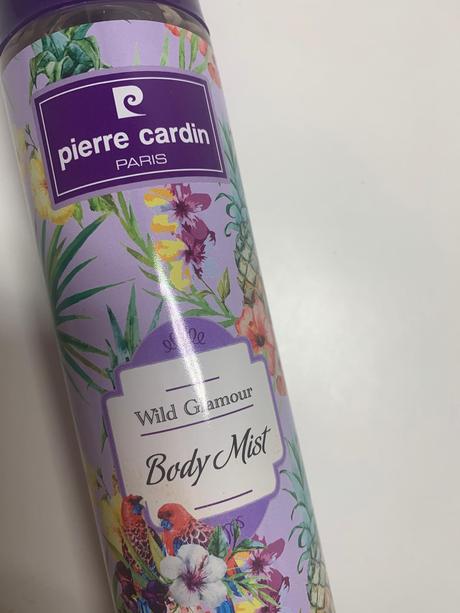 pierre cardin
PARIS
Wild Glamour
Body Mist